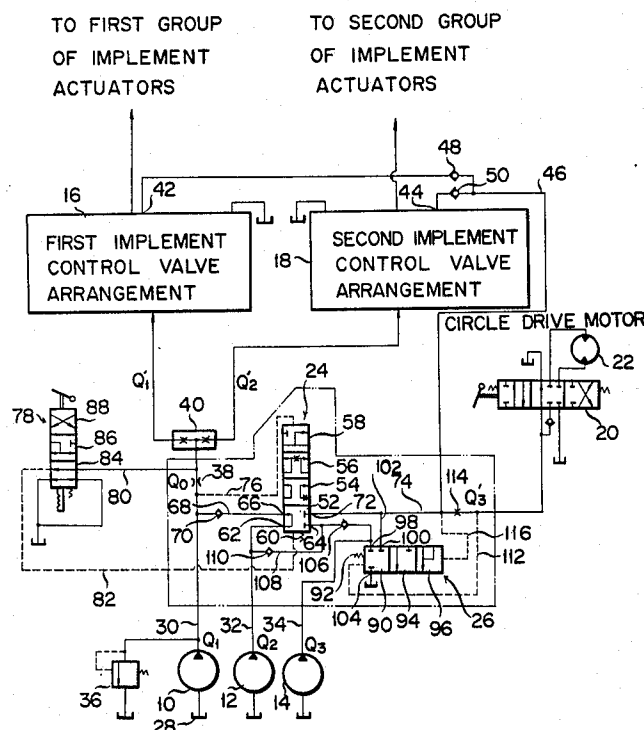 TO FIRST GROUP
OF IMPLEMENT
ACTUATORS
TO SECOND GROUP
OF IMPLEMENT
ACTUATORS
48
50
46
16
42
44
FIRST IMPLEMENT
CONTROL VALVE
ARRANGEMENT
18
SECOND IMPLEMENT
CONTROL VALVE
ARRANGEMENT
CIRCLE DRIVE MOTOR
22
20
Q'1
Q'2
24
40
78
88
86
84
80
58
56
54
52
72
Q0
38
76
68
66
70
62
60
64
102
74
114
Q'3
98
100
116
112
110
106
108
92
104
90
94
96
26
82
30
32
34
Q1
Q2
Q3
36
10
12
14
28